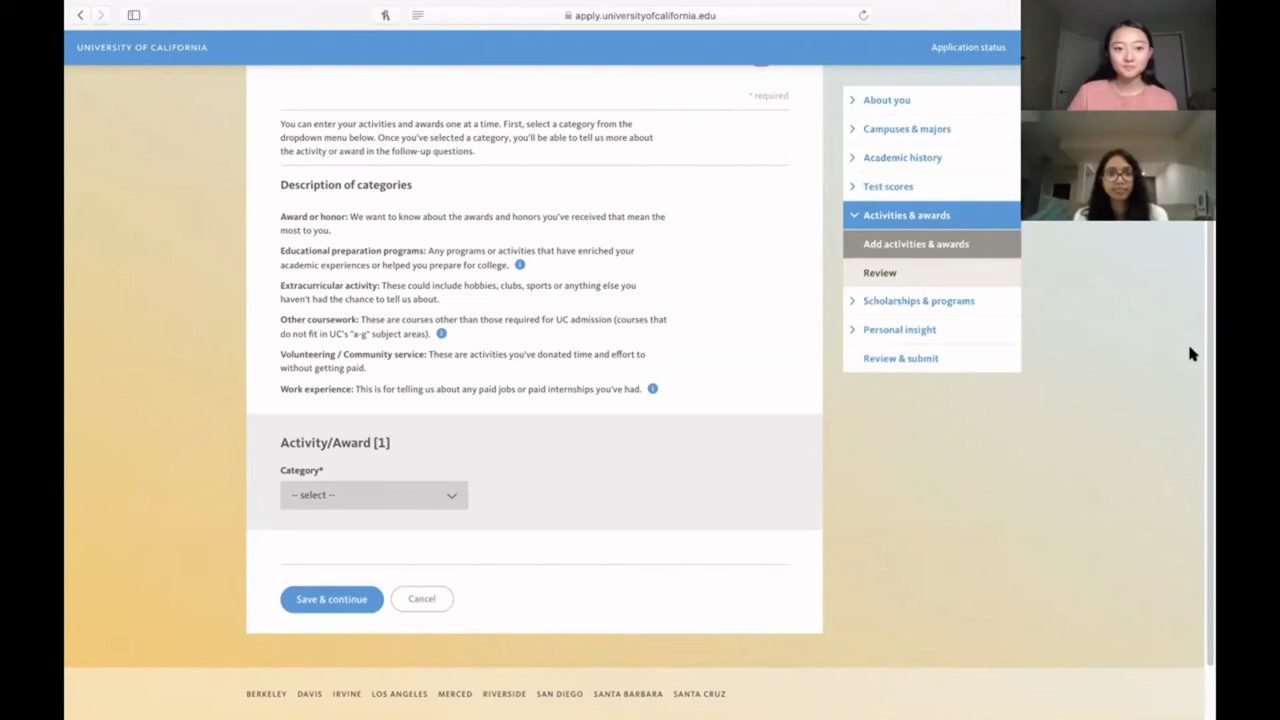 apply.universityofcalifornia.edu
UNIVERSITY OF CALIFORNIA
Application status
* required
You can enter your activities and awards one at a time. First, select a category from the
dropdown menu below. Once you've selected a category, you'll be able to tell us more about
the activity or award in the follow-up questions.
Description of categories
Award or honor: We want to know about the awards and honors you've received that mean the
most to you.
Educational preparation programs: Any programs or activities that have enriched your
academic experiences or helped you prepare for college.
Extracurricular activity: These could include hobbies, clubs, sports or anything else you
haven't had the chance to tell us about.
Other coursework: These are courses other than those required for UC admission (courses that
do not fit in UC's "a-g" subject areas).
Volunteering / Community service: These are activities you've donated time and effort to
without getting paid.
Work experience: This is for telling us about any paid jobs or paid internships you've had.
Activity/Award [1]
Category*
-- select --
Save & continue
Cancel
About you
Campuses & majors
Academic history
Test scores
Activities & awards
Add activities & awards
Review
Scholarships & programs
Personal insight
Review & submit
BERKELEY DAVIS IRVINE LOS ANGELES MERCED RIVERSIDE SAN DIEGO SANTA BARBARA SANTA CRUZ